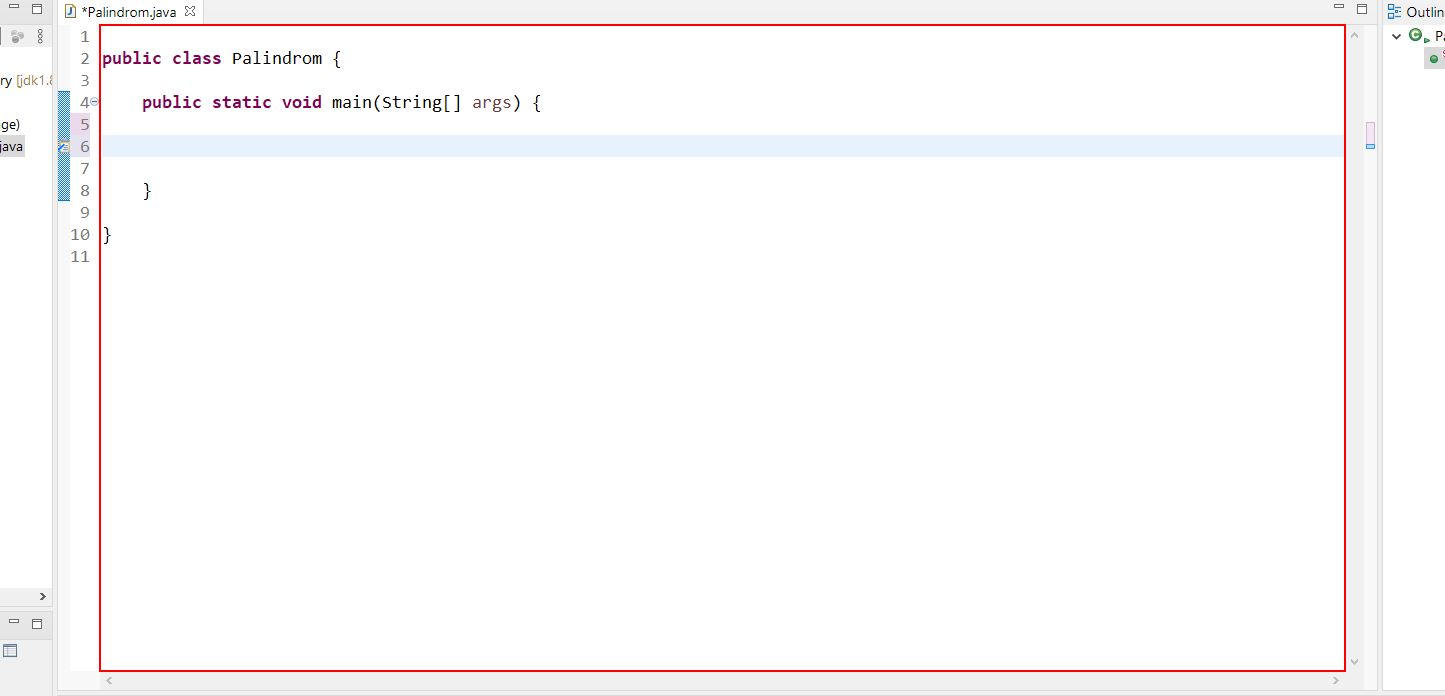 *Palindrom.java
Outlin
ry [jdk1.8
ge)
java
1
2 public class Palindrom {
3
4 public static void main(String[] args) {
5
6
7
8 }
9
10 }
11